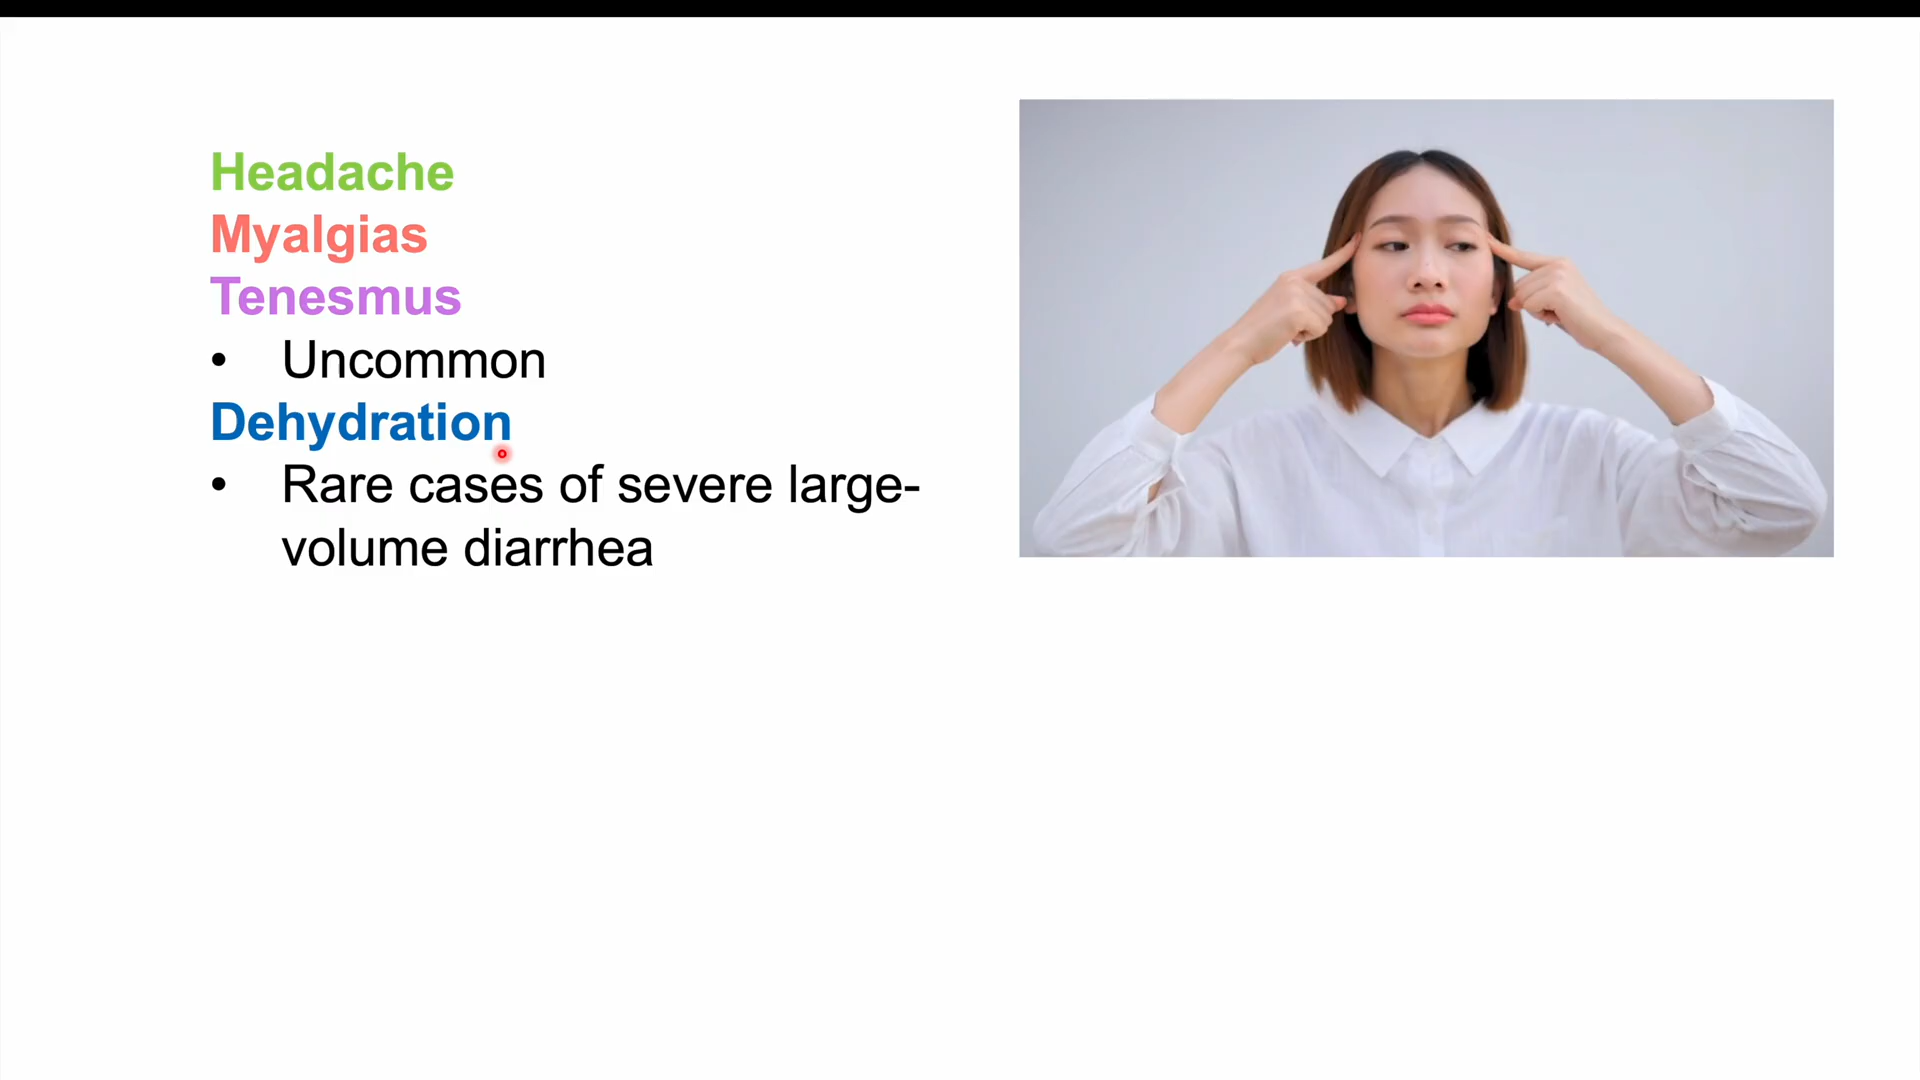 Headache
Myalgias
Tenesmus
• Uncommon
Dehydration
• Rare cases of severe large-
volume diarrhea